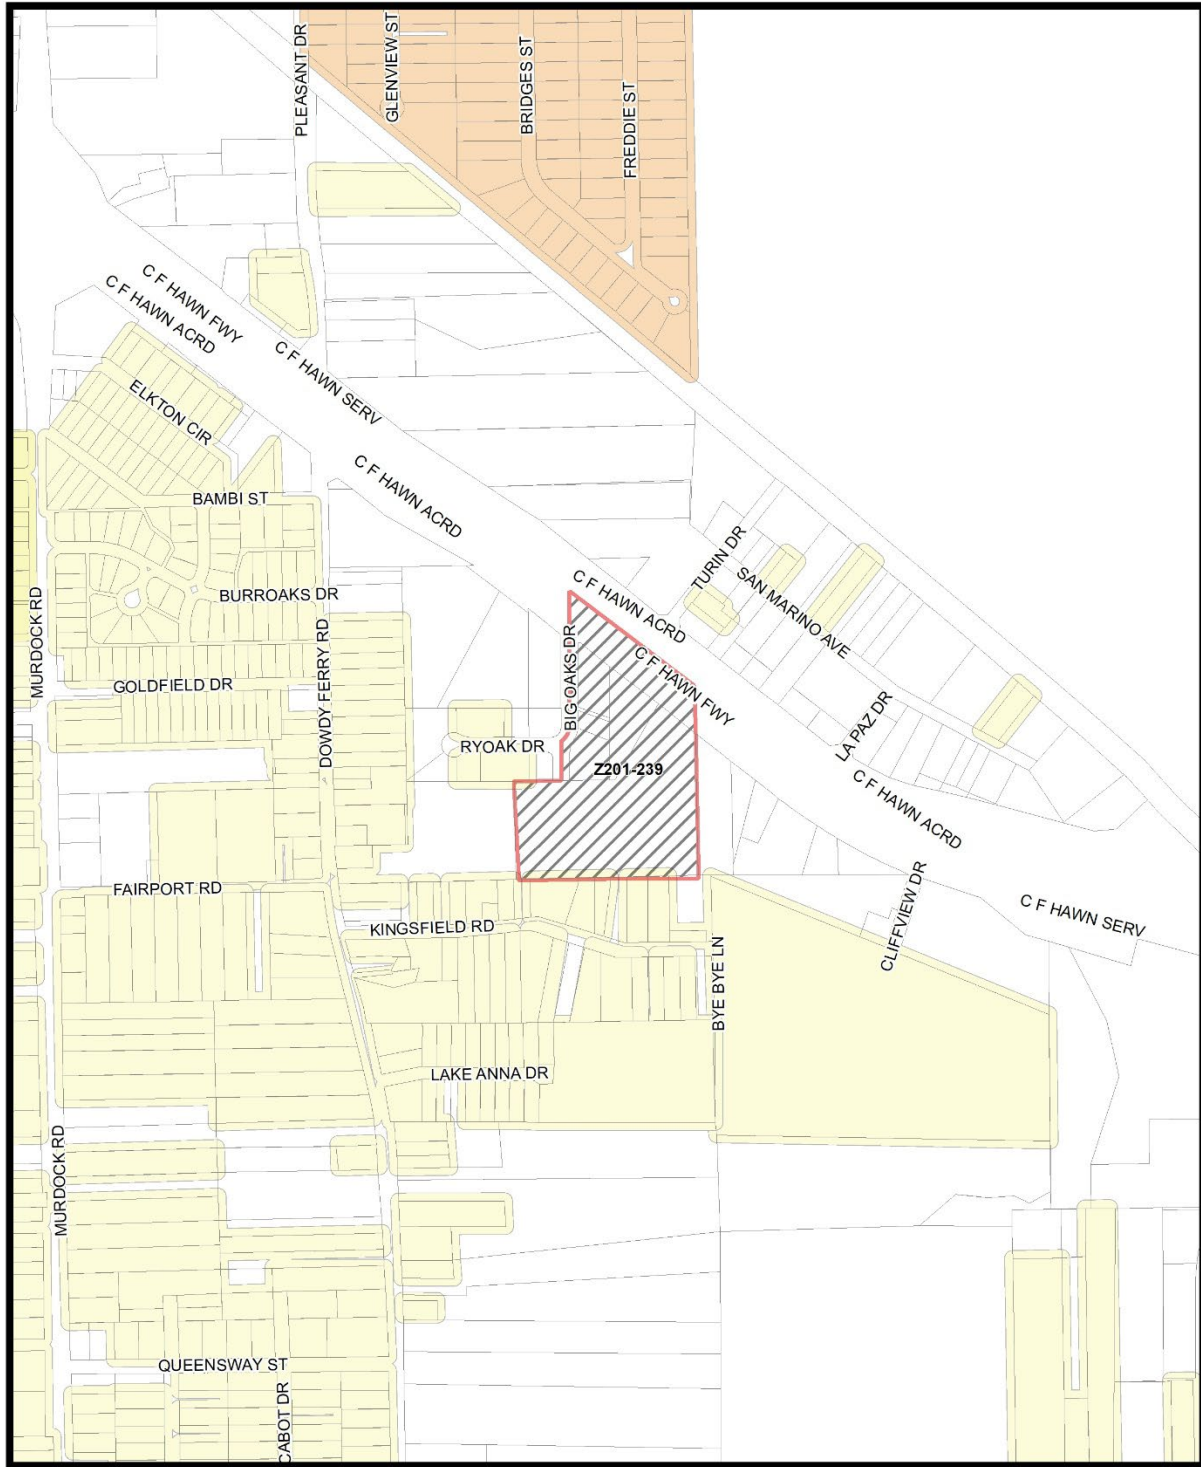 PLEASANT DR
GLENVIEW ST
BRIDGES ST
FREDDIE ST
C F HAWN FWY
C F HAWN ACRD
C F HAWN SERV
ELKTON CIR
C F HAWN ACRD
BAMBI ST
TURIN DR
C F HAWN ACRD
SAN MARINO AVE
BURROAKS DR
MURDOCK RD
DOWDY FERRY RD
BIG OAKS DR
C F HAWN FWY
GOLDFIELD DR
LA PAZ DR
RYOAK DR
Z201-239
C F HAWN ACRD
FAIRPORT RD
KINGSFIELD RD
CLIFFVIEW DR
C F HAWN SERV
BYE BYE LN
LAKE ANNA DR
MURDOCK RD
QUEENSWAY ST
CABOT DR